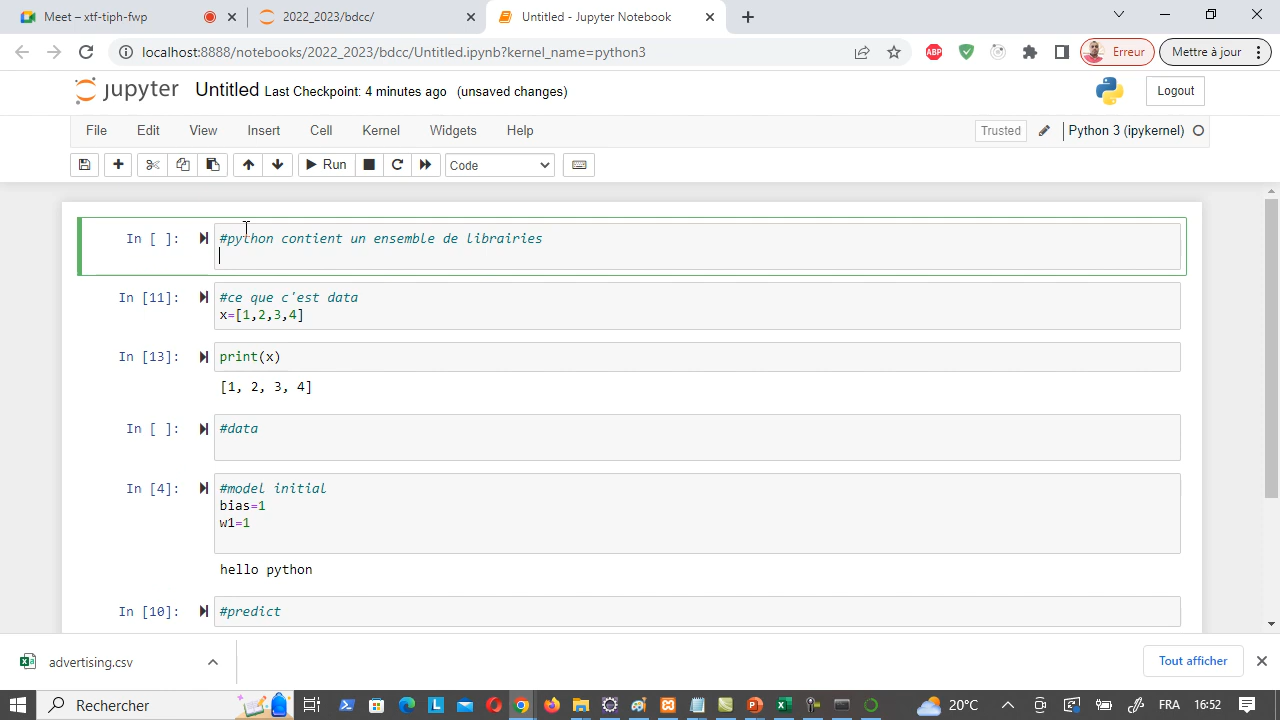 Meet – xtf-tiph-fwp
2022_2023/bdcc/
Untitled - Jupyter Notebook
localhost:8888/notebooks/2022_2023/bdcc/Untitled.ipynb?kernel_name=python3
ABP
Erreur
Mettre à jour
jupyter Untitled Last Checkpoint: 4 minutes ago (unsaved changes)
Logout
File Edit View Insert Cell Kernel Widgets Help
Trusted
Python 3 (ipykernel)
Run
Code
In [ ]:
#python contient un ensemble de librairies
In [11]:
#ce que c'est data
x=[1,2,3,4]
In [13]:
print(x)
[1, 2, 3, 4]
In [ ]:
#data
In [4]:
#model initial
bias=1
w1=1
hello python
In [10]:
#predict
advertising.csv
Tout afficher
Rechercher
20°C
FRA
16:52